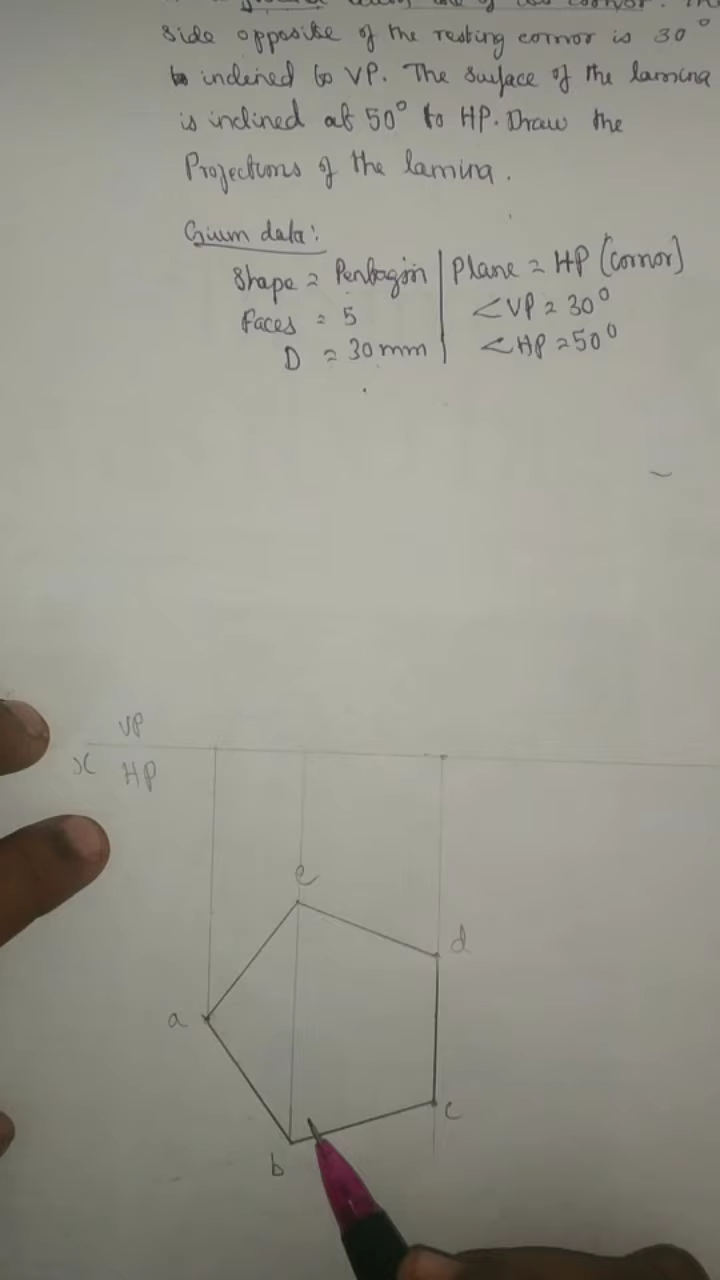 side opposite of the resting cornor is 30°
inclined to VP. The surface of the lamina
is inclined at 50° to HP. Draw the
Projections of the lamina.
Given data:
Shape = Pentagon | Plane = HP (cornor)
Faces = 5 | <VP = 30°
D = 30 mm | <HP = 50°
VP
X HP
e
d
a
c
b